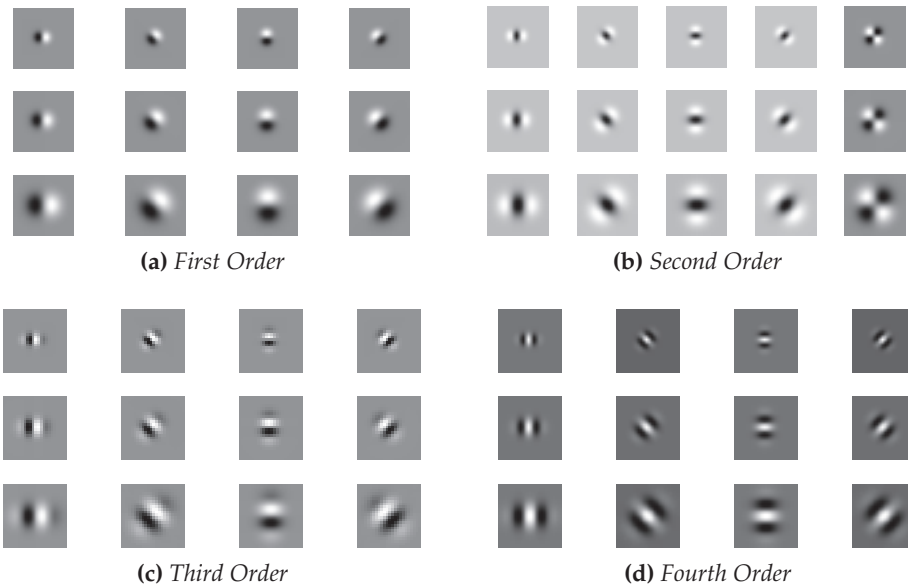 (a) First Order
(b) Second Order
(c) Third Order
(d) Fourth Order